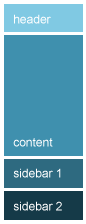 header
content
sidebar 1
sidebar 2